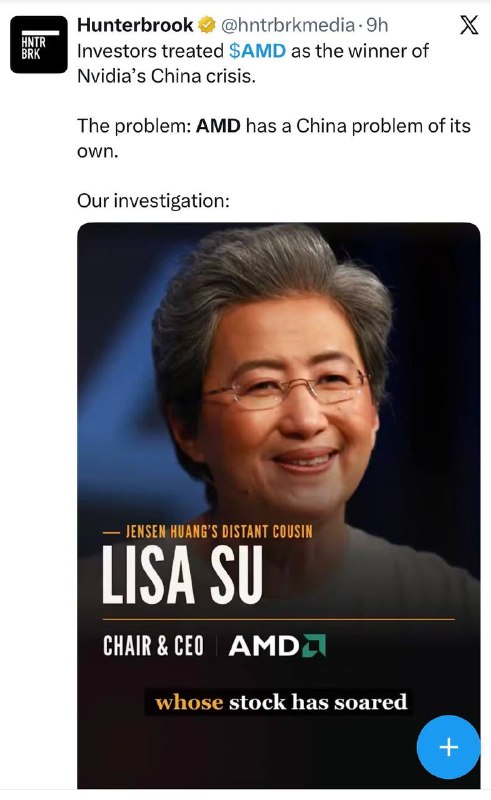 HNTR
BRK
Hunterbrook @hntrbrkmedia · 9h
Investors treated $AMD as the winner of
Nvidia’s China crisis.
The problem: AMD has a China problem of its
own.
Our investigation:
— JENSEN HUANG'S DISTANT COUSIN
LISA SU
CHAIR & CEO | AMD
whose stock has soared